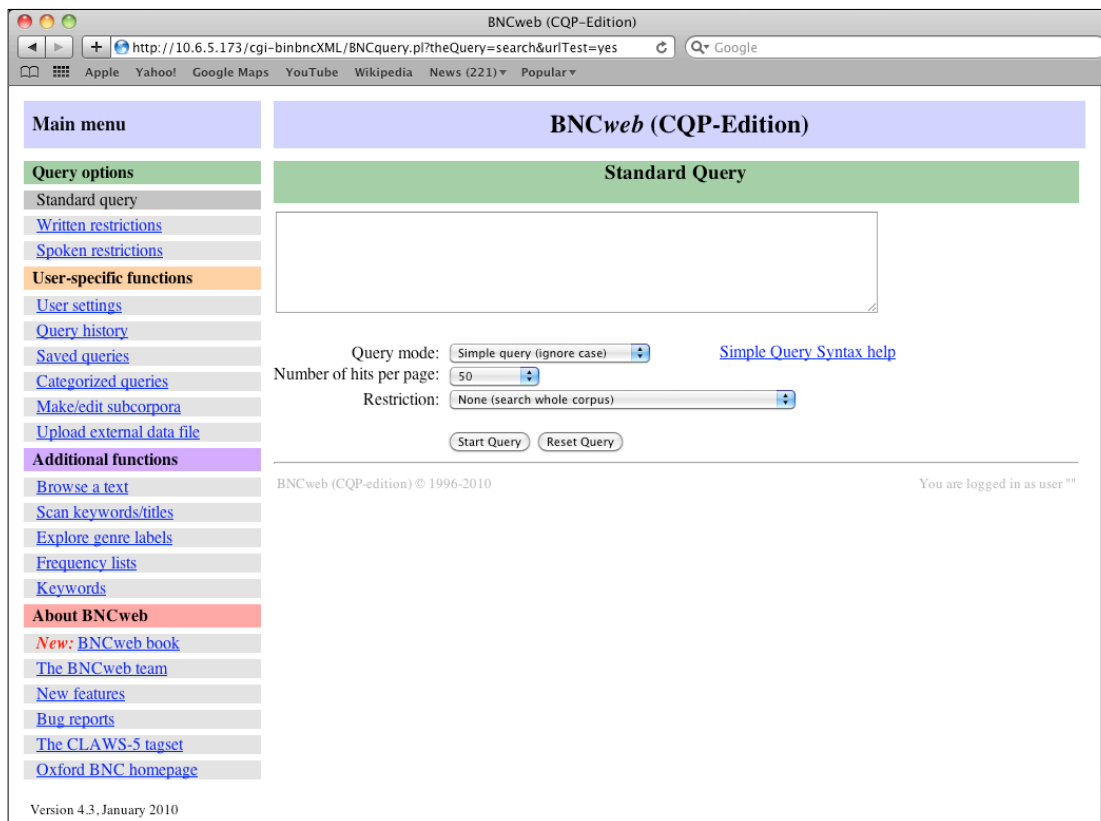 BNCweb (CQP-Edition)
http://10.6.5.173/cgi-binbncXML/BNCquery.pl?theQuery=search&urlTest=yes
Google
Apple Yahoo! Google Maps YouTube Wikipedia News (221) Popular
Main menu
BNCweb (CQP-Edition)
Query options
Standard query
Written restrictions
Spoken restrictions
User-specific functions
User settings
Query history
Saved queries
Categorized queries
Make/edit subcorpora
Upload external data file
Additional functions
Browse a text
Scan keywords/titles
Explore genre labels
Frequency lists
Keywords
About BNCweb
New: BNCweb book
The BNCweb team
New features
Bug reports
The CLAWS-5 tagset
Oxford BNC homepage
Version 4.3, January 2010
Standard Query
Query mode: Simple query (ignore case) Simple Query Syntax help
Number of hits per page: 50
Restriction: None (search whole corpus)
Start Query Reset Query
BNCweb (CQP-edition) © 1996-2010 You are logged in as user ""